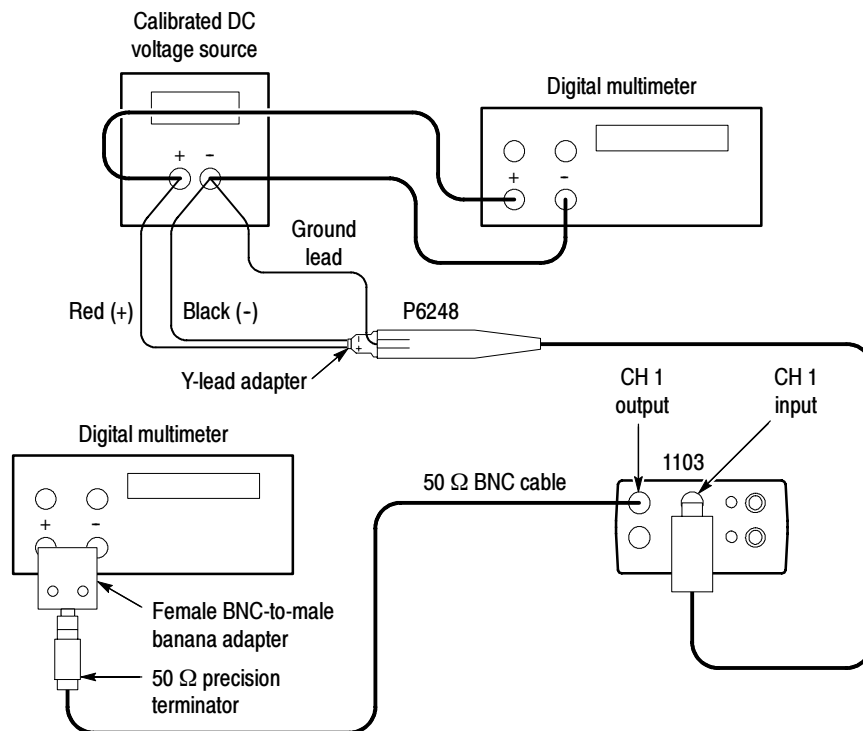 Calibrated DC
voltage source
Digital multimeter
+ -
+ -
Ground
lead
Red (+)
Black (-)
P6248
- +
Y-lead adapter
CH 1
output
CH 1
input
Digital multimeter
1103
50 Ω BNC cable
+ -
Female BNC-to-male
banana adapter
50 Ω precision
terminator